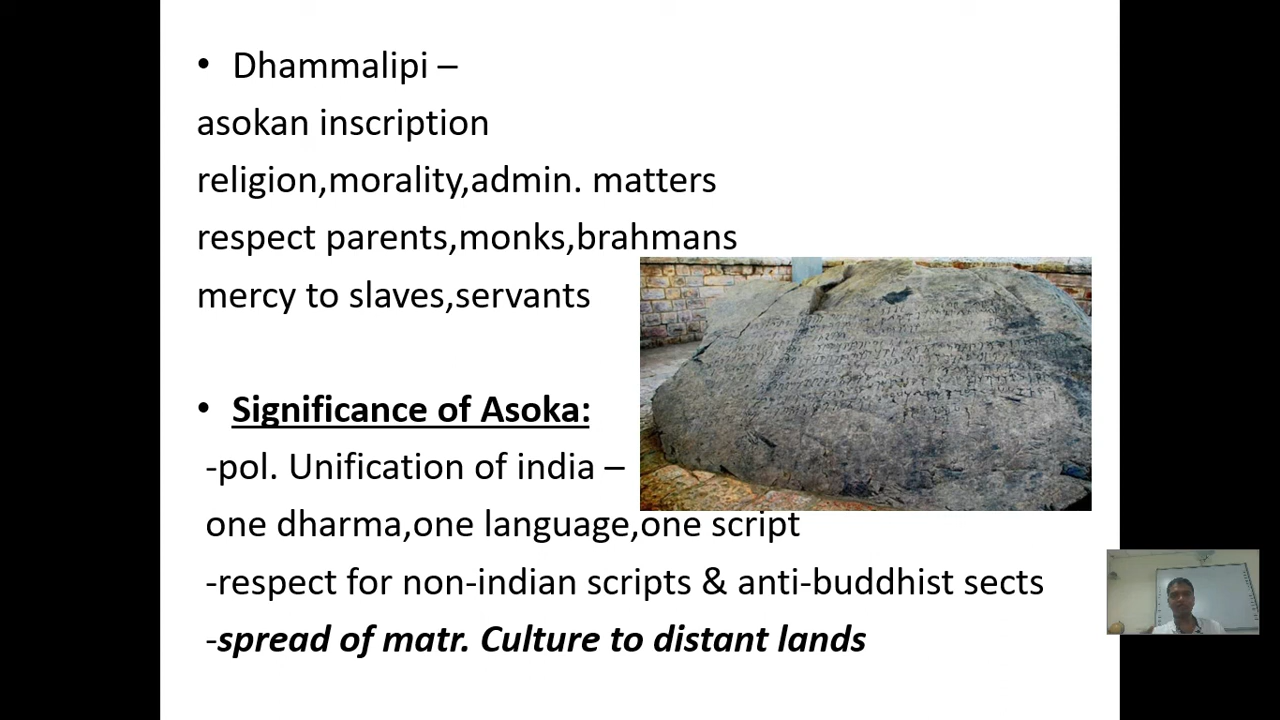 • Dhammalipi –
asokan inscription
religion,morality,admin. matters
respect parents,monks,brahmans
mercy to slaves,servants
• Significance of Asoka:
-pol. Unification of india –
one dharma,one language,one script
-respect for non-indian scripts & anti-buddhist sects
-spread of matr. Culture to distant lands